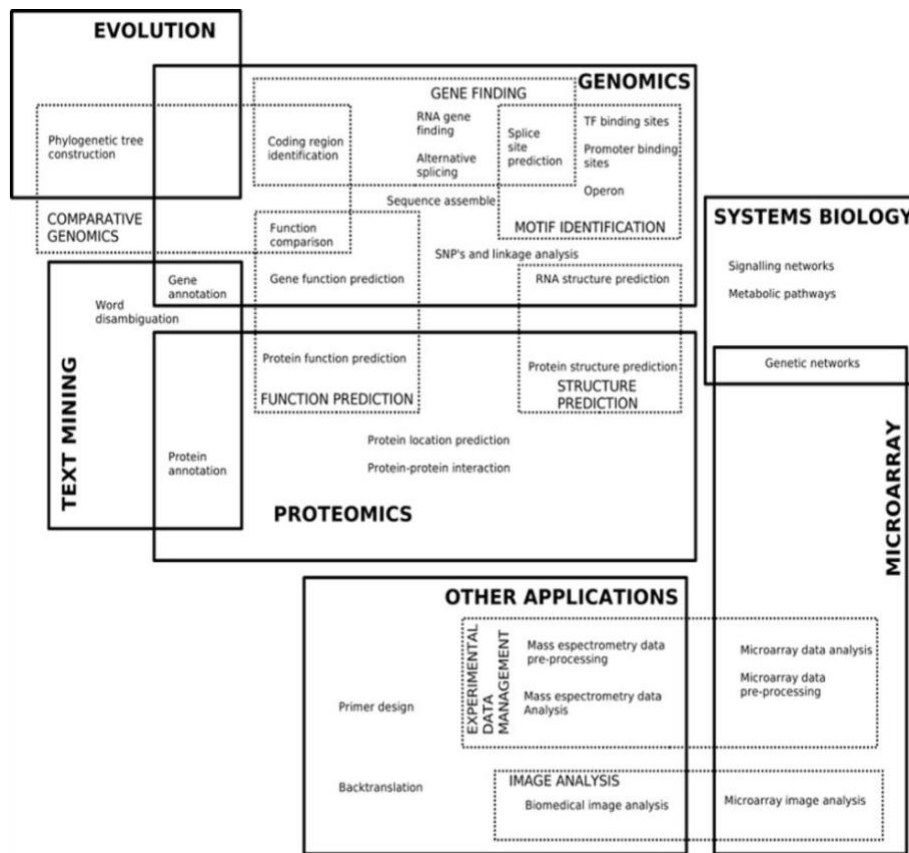 EVOLUTION
GENOMICS
GENE FINDING
Phylogenetic tree
construction
Coding region
identification
RNA gene
finding
Alternative
splicing
Splice
site
prediction
TF binding sites
Promoter binding
sites
Operon
Sequence assemble
COMPARATIVE
GENOMICS
Function
comparison
MOTIF IDENTIFICATION
SNP's and linkage analysis
Gene
annotation
Gene function prediction
RNA structure prediction
SYSTEMS BIOLOGY
Signalling networks
Metabolic pathways
Genetic networks
Word
disambiguation
TEXT MINING
Protein function prediction
FUNCTION PREDICTION
Protein structure prediction
STRUCTURE
PREDICTION
Protein
annotation
Protein location prediction
Protein-protein interaction
PROTEOMICS
MICROARRAY
OTHER APPLICATIONS
EXPERIMENTAL
DATA
MANAGEMENT
Mass espectrometry data
pre-processing
Mass espectrometry data
Analysis
Microarray data analysis
Microarray data
pre-processing
Primer design
Backtranslation
IMAGE ANALYSIS
Biomedical image analysis
Microarray image analysis